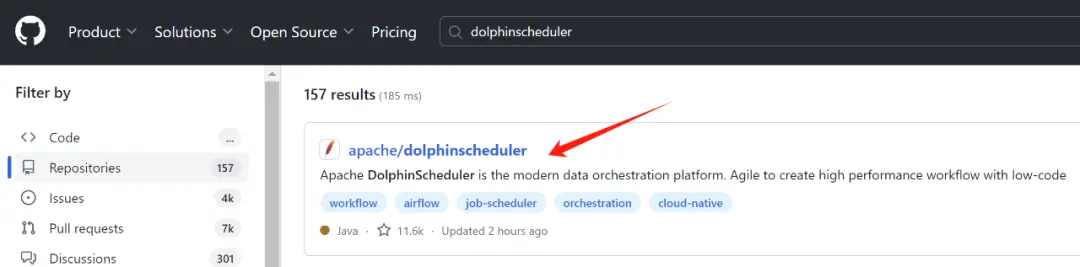 Product Solutions Open Source Pricing dolphinscheduler
Filter by
Code ...
Repositories 157
Issues 4k
Pull requests 7k
Discussions 301
157 results (185 ms)
apache/dolphinscheduler
Apache DolphinScheduler is the modern data orchestration platform. Agile to create high performance workflow with low-code
workflow airflow job-scheduler orchestration cloud-native
Java · 11.6k · Updated 2 hours ago